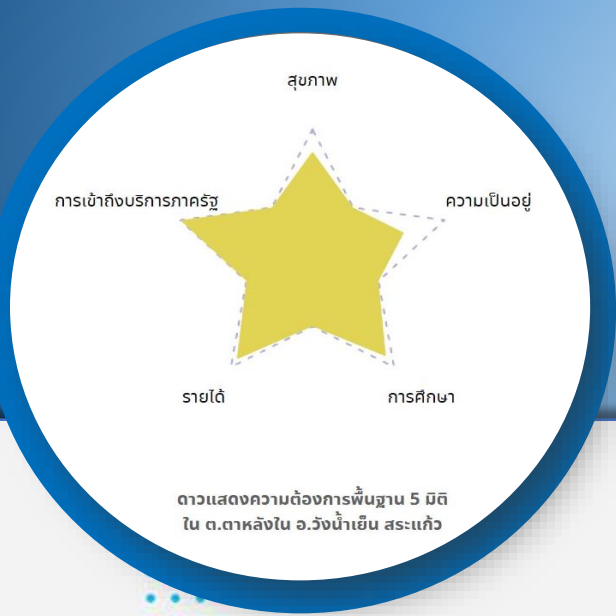 สุขภาพ
การเข้าถึงบริการภาครัฐ
ความเป็นอยู่
รายได้
การศึกษา
ดาวแสดงความต้องการพื้นฐาน 5 มิติ
ใน ต.ตาหลังใน อ.วังน้ำเย็น สระแก้ว